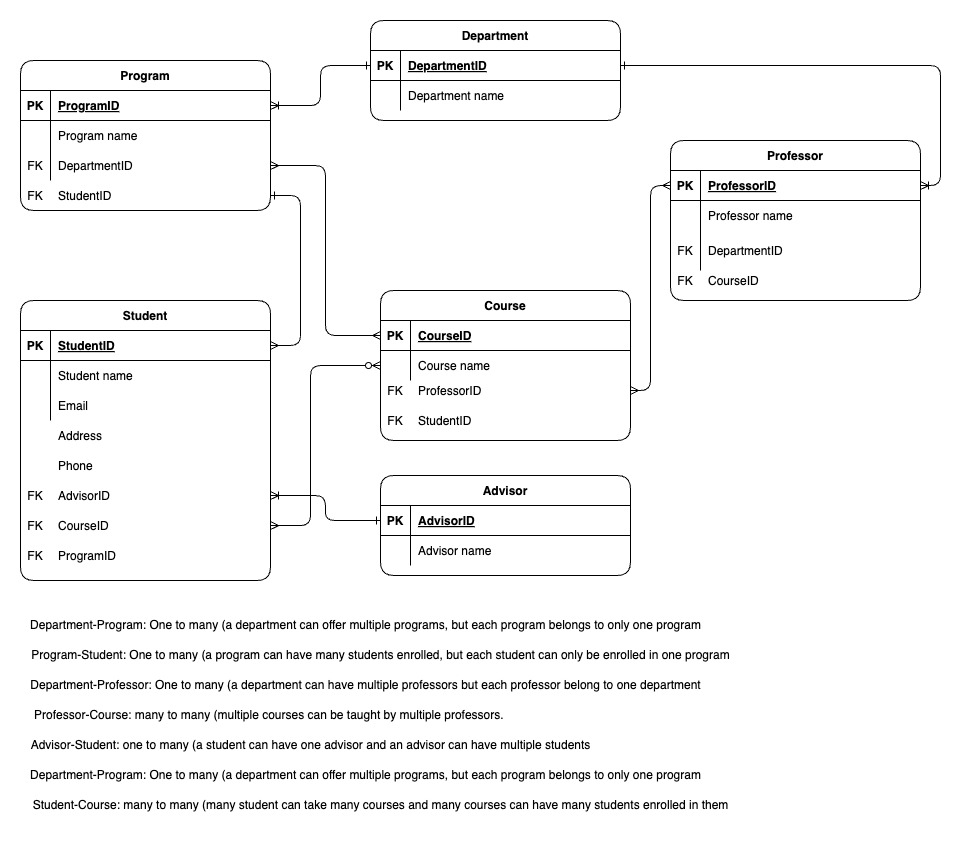 Department
PK DepartmentID
Department name
Program
PK ProgramID
Program name
FK DepartmentID
FK StudentID
Professor
PK ProfessorID
Professor name
FK DepartmentID
FK CourseID
Student
PK StudentID
Student name
Email
Address
Phone
FK AdvisorID
FK CourseID
FK ProgramID
Course
PK CourseID
Course name
FK ProfessorID
FK StudentID
Advisor
PK AdvisorID
Advisor name
Department-Program: One to many (a department can offer multiple programs, but each program belongs to only one program
Program-Student: One to many (a program can have many students enrolled, but each student can only be enrolled in one program
Department-Professor: One to many (a department can have multiple professors but each professor belong to one department
Professor-Course: many to many (multiple courses can be taught by multiple professors.
Advisor-Student: one to many (a student can have one advisor and an advisor can have multiple students
Department-Program: One to many (a department can offer multiple programs, but each program belongs to only one program
Student-Course: many to many (many student can take many courses and many courses can have many students enrolled in them